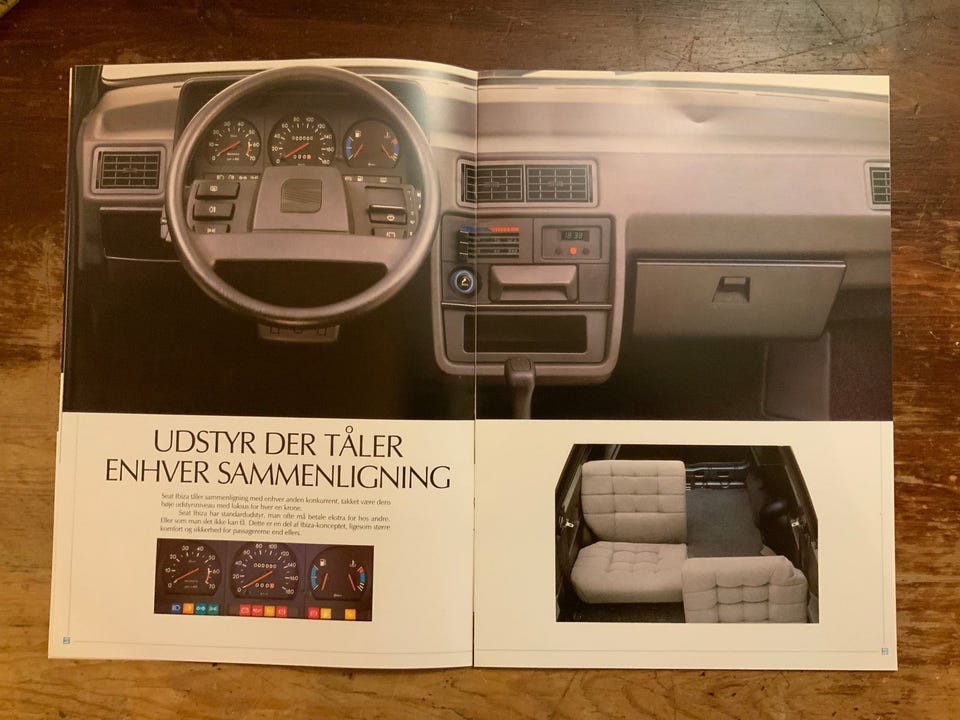 18:39
UDSTYR DER TÅLER
ENHVER SAMMENLIGNING
Seat Ibiza tåler sammenligning med enhver anden konkurrent, takket være dens
høje udstyrsniveau med luksus for hver en krone.
Seat Ibiza har standardudstyr, man ofte må betale ekstra for hos andre.
Eller som man slet ikke kan få. Dette er en del af Ibiza-konceptet, ligesom større
komfort og sikkerhed for passagererne end ellers.